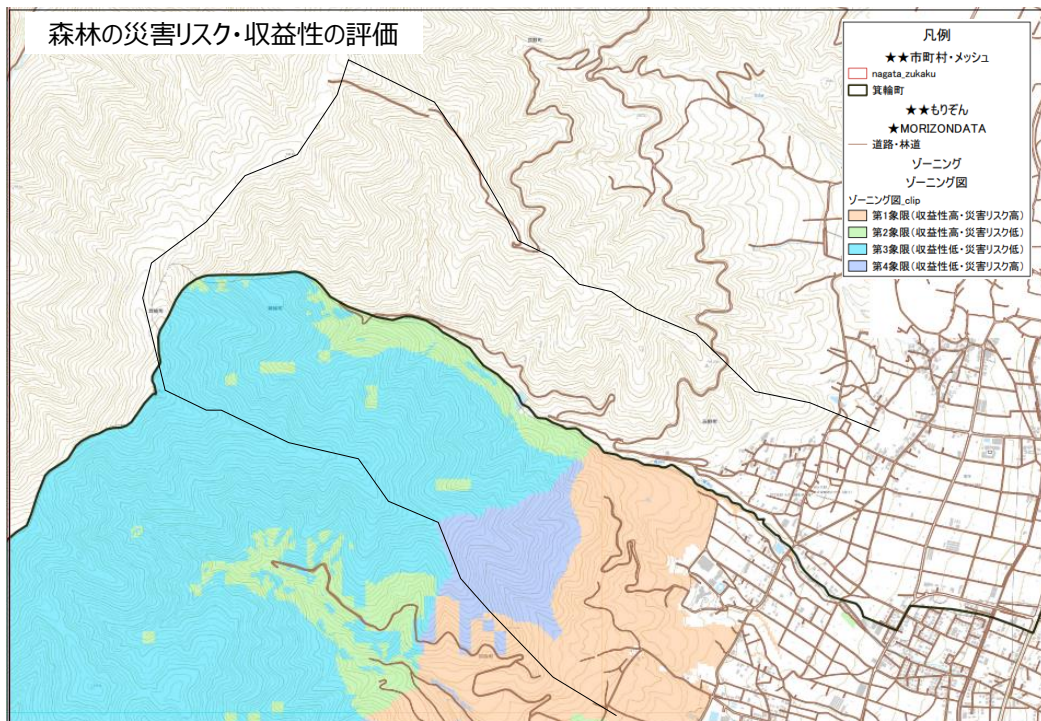 森林の災害リスク・収益性の評価
凡例
★★市町村・メッシュ
nagata_zukaku
箕輪町
★★もりぞん
★MORIZONDATA
道路・林道
ゾーニング
ゾーニング図
ゾーニング図_clip
第1象限(収益性高・災害リスク高)
第2象限(収益性高・災害リスク低)
第3象限(収益性低・災害リスク低)
第4象限(収益性低・災害リスク高)